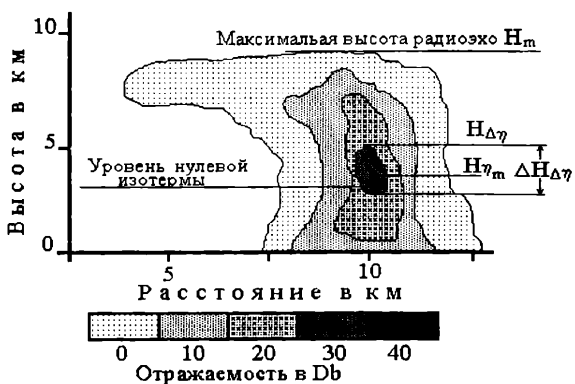 10
Максимальая высота радиоэхо Hm
Высота в км
HΔη
5
Уровень нулевой
изотермы
Hηm
ΔHΔη
0
5
10
Расстояние в км
0 10 20 30 40
Отражаемость в Db